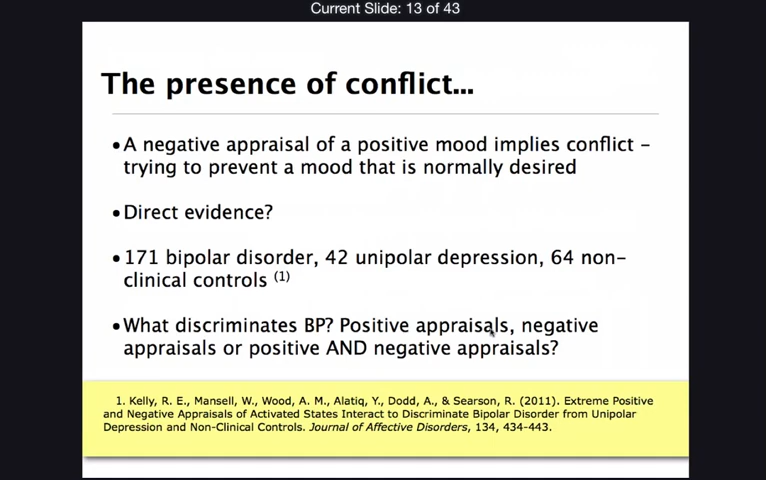 Current Slide: 13 of 43
The presence of conflict...
•A negative appraisal of a positive mood implies conflict –
trying to prevent a mood that is normally desired
•Direct evidence?
•171 bipolar disorder, 42 unipolar depression, 64 non-
clinical controls (1)
•What discriminates BP? Positive appraisals, negative
appraisals or positive AND negative appraisals?
1. Kelly, R. E., Mansell, W., Wood, A. M., Alatiq, Y., Dodd, A., & Searson, R. (2011). Extreme Positive
and Negative Appraisals of Activated States Interact to Discriminate Bipolar Disorder from Unipolar
Depression and Non-Clinical Controls. Journal of Affective Disorders, 134, 434-443.